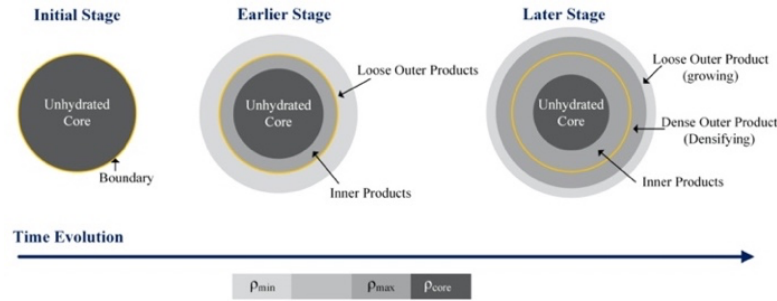 Initial Stage
Earlier Stage
Later Stage
Unhydrated
Core
Boundary
Unhydrated
Core
Loose Outer Products
Inner Products
Unhydrated
Core
Loose Outer Product
(growing)
Dense Outer Product
(Densifying)
Inner Products
Time Evolution
ρmin
ρmax
ρcore